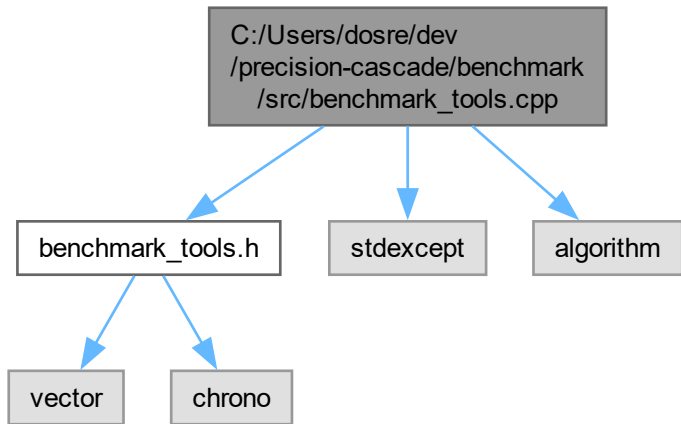 C:/Users/dosre/dev
/precision-cascade/benchmark
/src/benchmark_tools.cpp
benchmark_tools.h
stdexcept
algorithm
vector
chrono